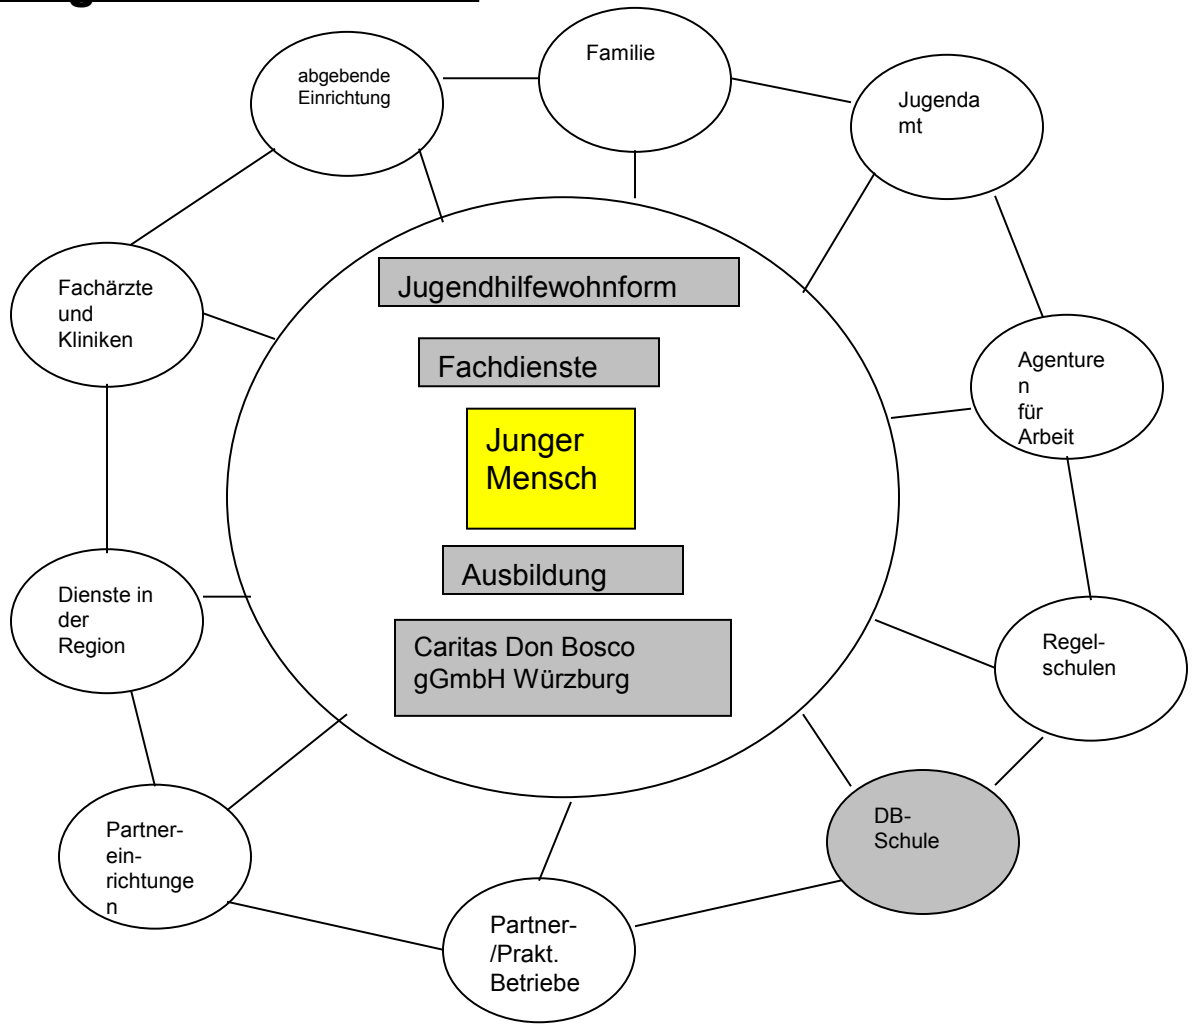 Familie
abgebende
Einrichtung
Jugenda
mt
Jugendhilfewohnform
Fachärzte
und
Kliniken
Fachdienste
Agenture
n
für
Arbeit
Junger
Mensch
Ausbildung
Dienste in
der
Region
Caritas Don Bosco
gGmbH Würzburg
Regel-
schulen
DB-
Schule
Partner-
ein-
richtunge
n
Partner-
/Prakt.
Betriebe